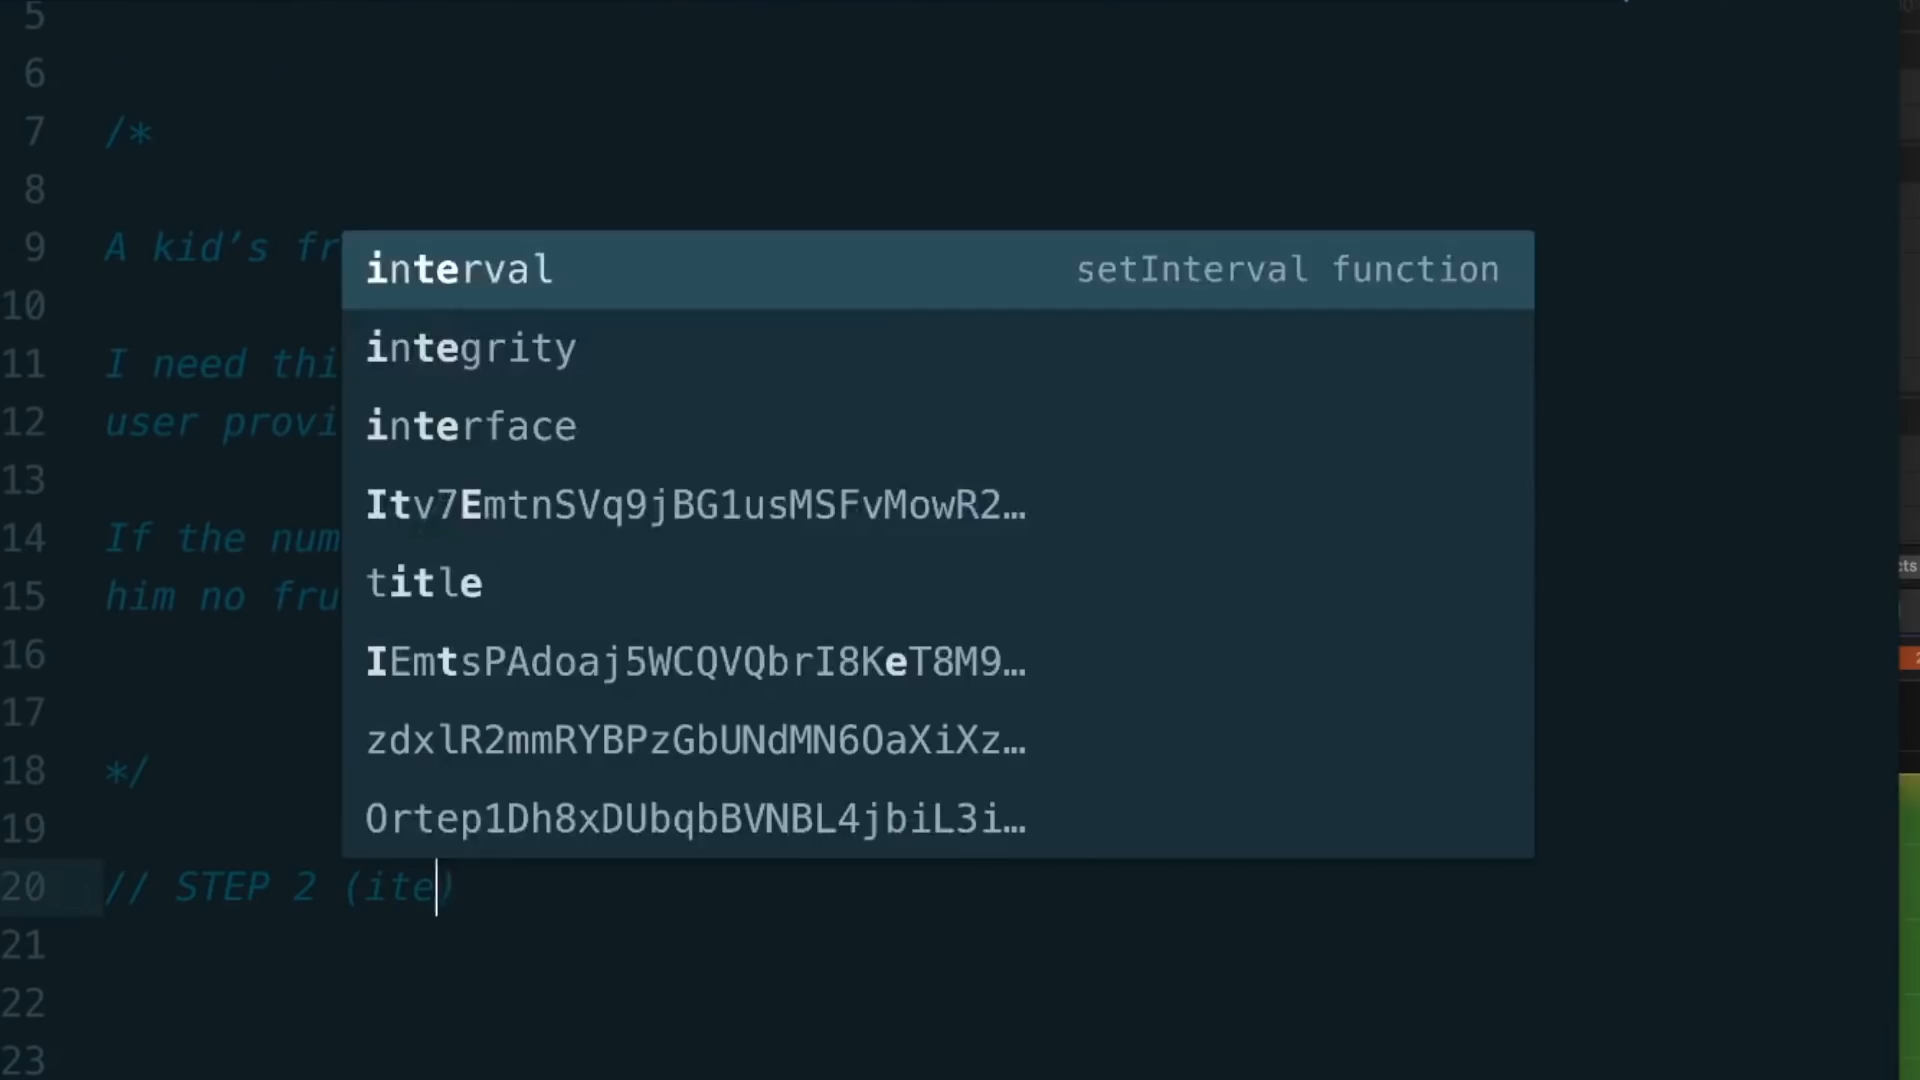 5
6
7 /*
8
9 A kid’s fr
10
11 I need thi
12 user provi
13
14 If the num
15 him no fru
16
17
18 */
19
20 // STEP 2 (ite)
21
22
23
interval setInterval function
integrity
interface
Itv7EmtnSVq9jBG1usMSFvMowR2…
title
IEmtsPAdoaj5WCQVQbrI8KeT8M9…
zdxlR2mmRYBPzGbUNdMN6OaXiXz…
Ortep1Dh8xDUbqbBVNBL4jbiL3i…
cts